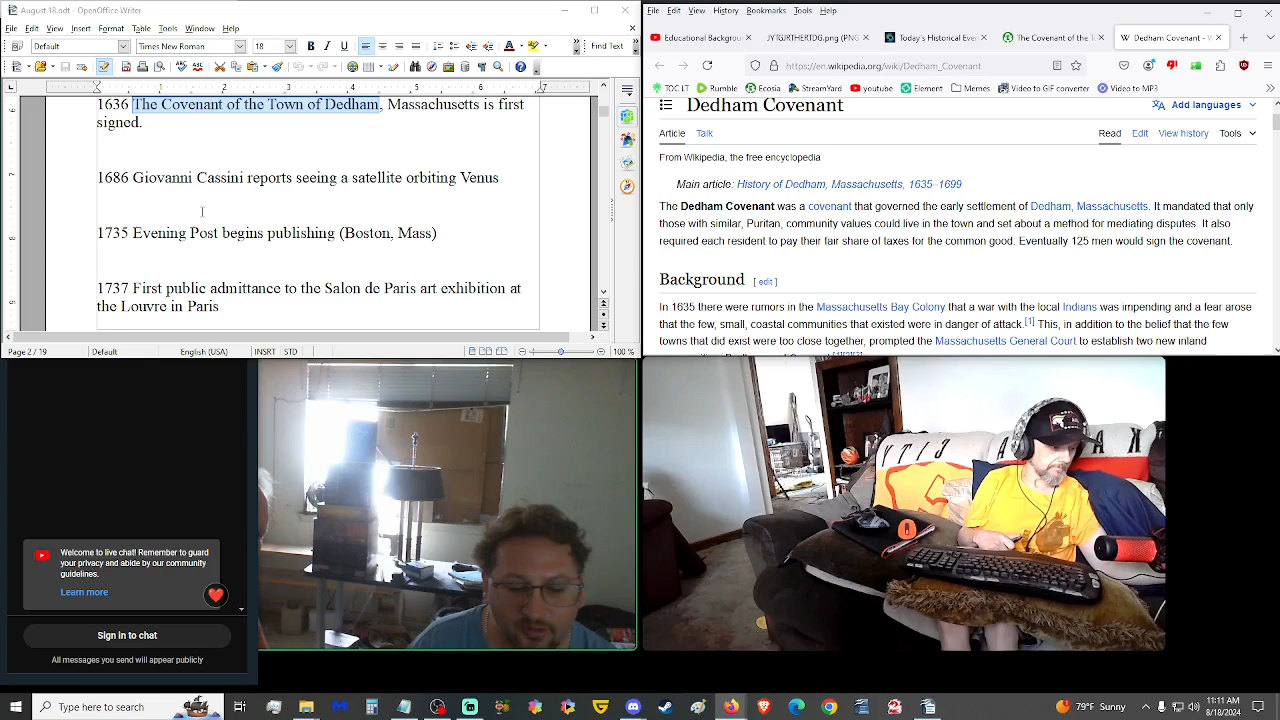 August 18.odt - OpenOffice Writer
File Edit View Insert Format Table Tools Window Help
Default Times New Roman 18 Find Text
1636 The Covenant of the Town of Dedham, Massachusetts is first
signed.
1686 Giovanni Cassini reports seeing a satellite orbiting Venus
1735 Evening Post begins publishing (Boston, Mass)
1737 First public admittance to the Salon de Paris art exhibition at
the Louvre in Paris
Page 2 / 19 Default English (USA) INSRT STD 100 %
File Edit View History Bookmarks Tools Help
Educational Backgrou JYTGJRTHERTDG.png (PNG Today's Historical Ever The Covenant of the T Dedham Covenant - W
https://en.wikipedia.org/wiki/Dedham_Covenant
TOC LT Rumble Ecosia StreamYard youtube Element Memes Video to GIF converter Video to MP3
Dedham Covenant
Add languages
Article Talk Read Edit View history Tools
From Wikipedia, the free encyclopedia
Main article: History of Dedham, Massachusetts, 1635–1699
The Dedham Covenant was a covenant that governed the early settlement of Dedham, Massachusetts. It mandated that only
those with similar, Puritan, community values could live in the town and set about a method for mediating disputes. It also
required each resident to pay their fair share of taxes for the common good. Eventually 125 men would sign the covenant.
Background [ edit ]
In 1635 there were rumors in the Massachusetts Bay Colony that a war with the local Indians was impending and a fear arose
that the few, small, coastal communities that existed were in danger of attack.[1] This, in addition to the belief that the few
towns that did exist were too close together, prompted the Massachusetts General Court to establish two new inland
Welcome to live chat! Remember to guard
your privacy and abide by our community
guidelines.
Learn more
Sign in to chat
All messages you send will appear publicly
Type here to search
79°F Sunny
11:11 AM
8/18/2024